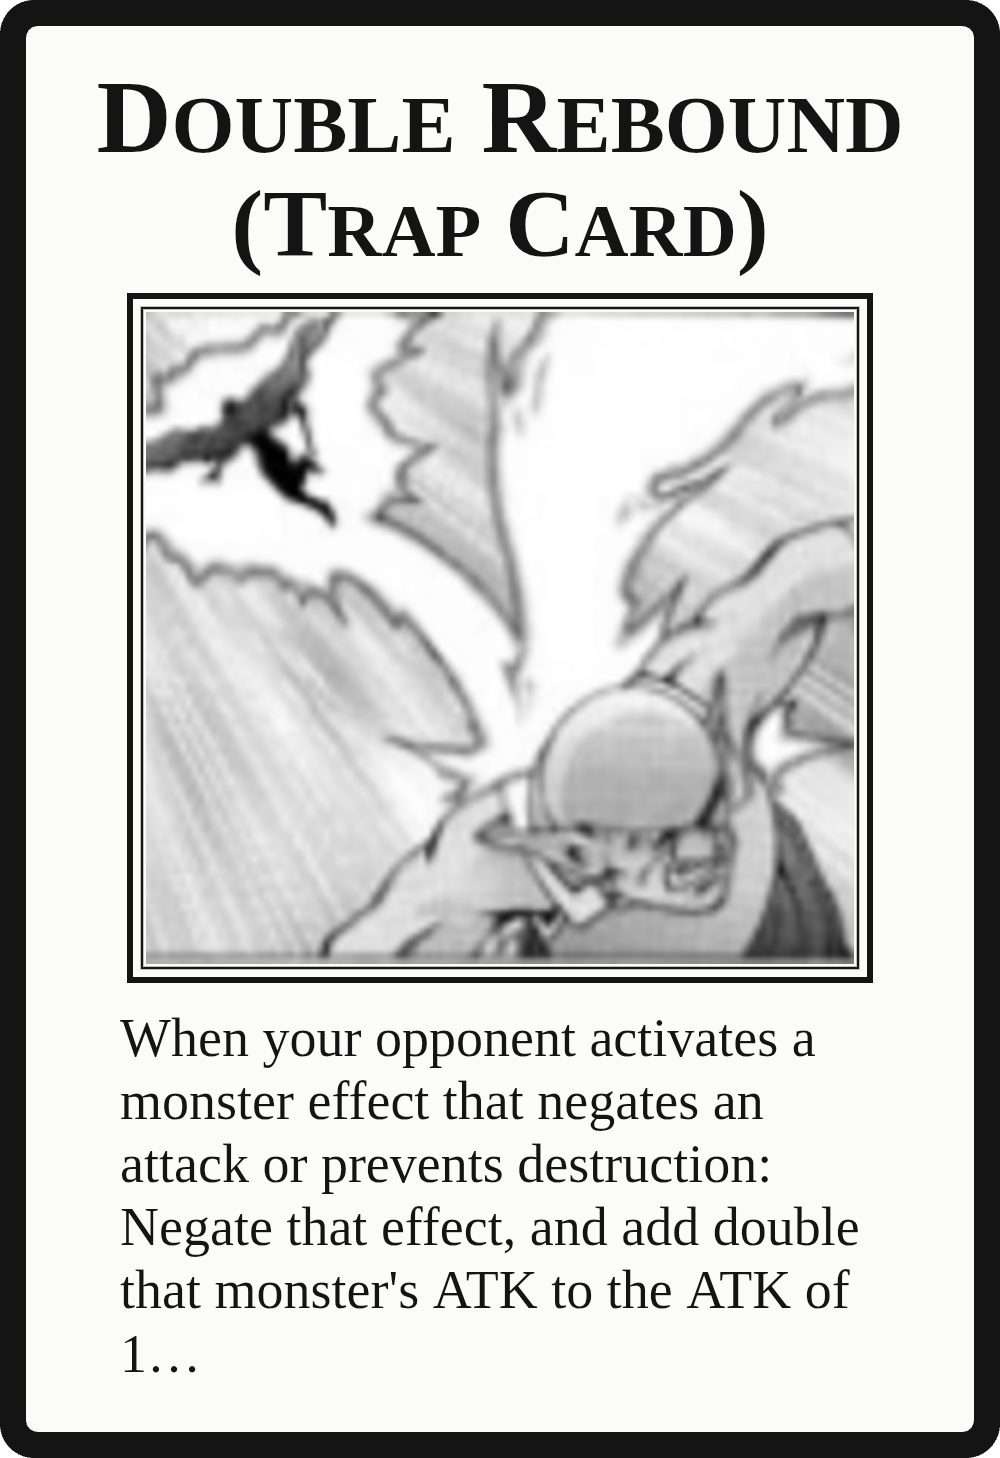 Double Rebound
(Trap Card)
When your opponent activates a
monster effect that negates an
attack or prevents destruction:
Negate that effect, and add double
that monster's ATK to the ATK of
1…